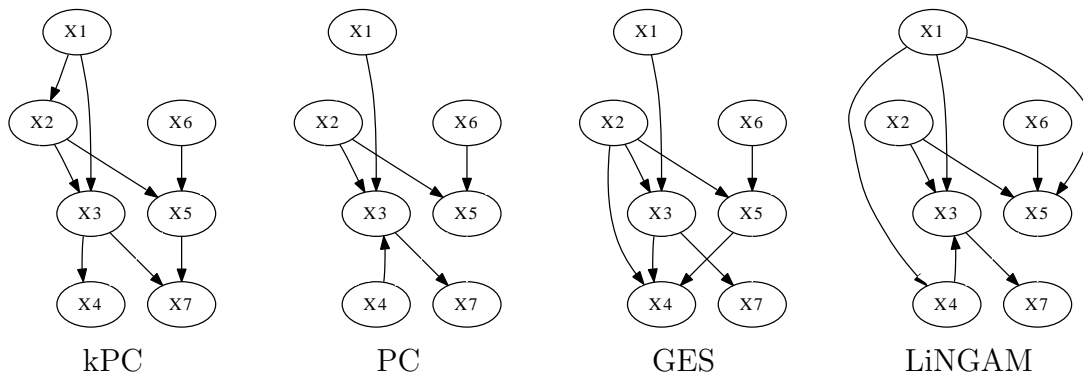 X1 X1 X1 X1
X2 X6 X2 X6 X2 X6 X2 X6
X3 X5 X3 X5 X3 X5 X3 X5
X4 X7 X4 X7 X4 X7 X4 X7
kPC PC GES LiNGAM